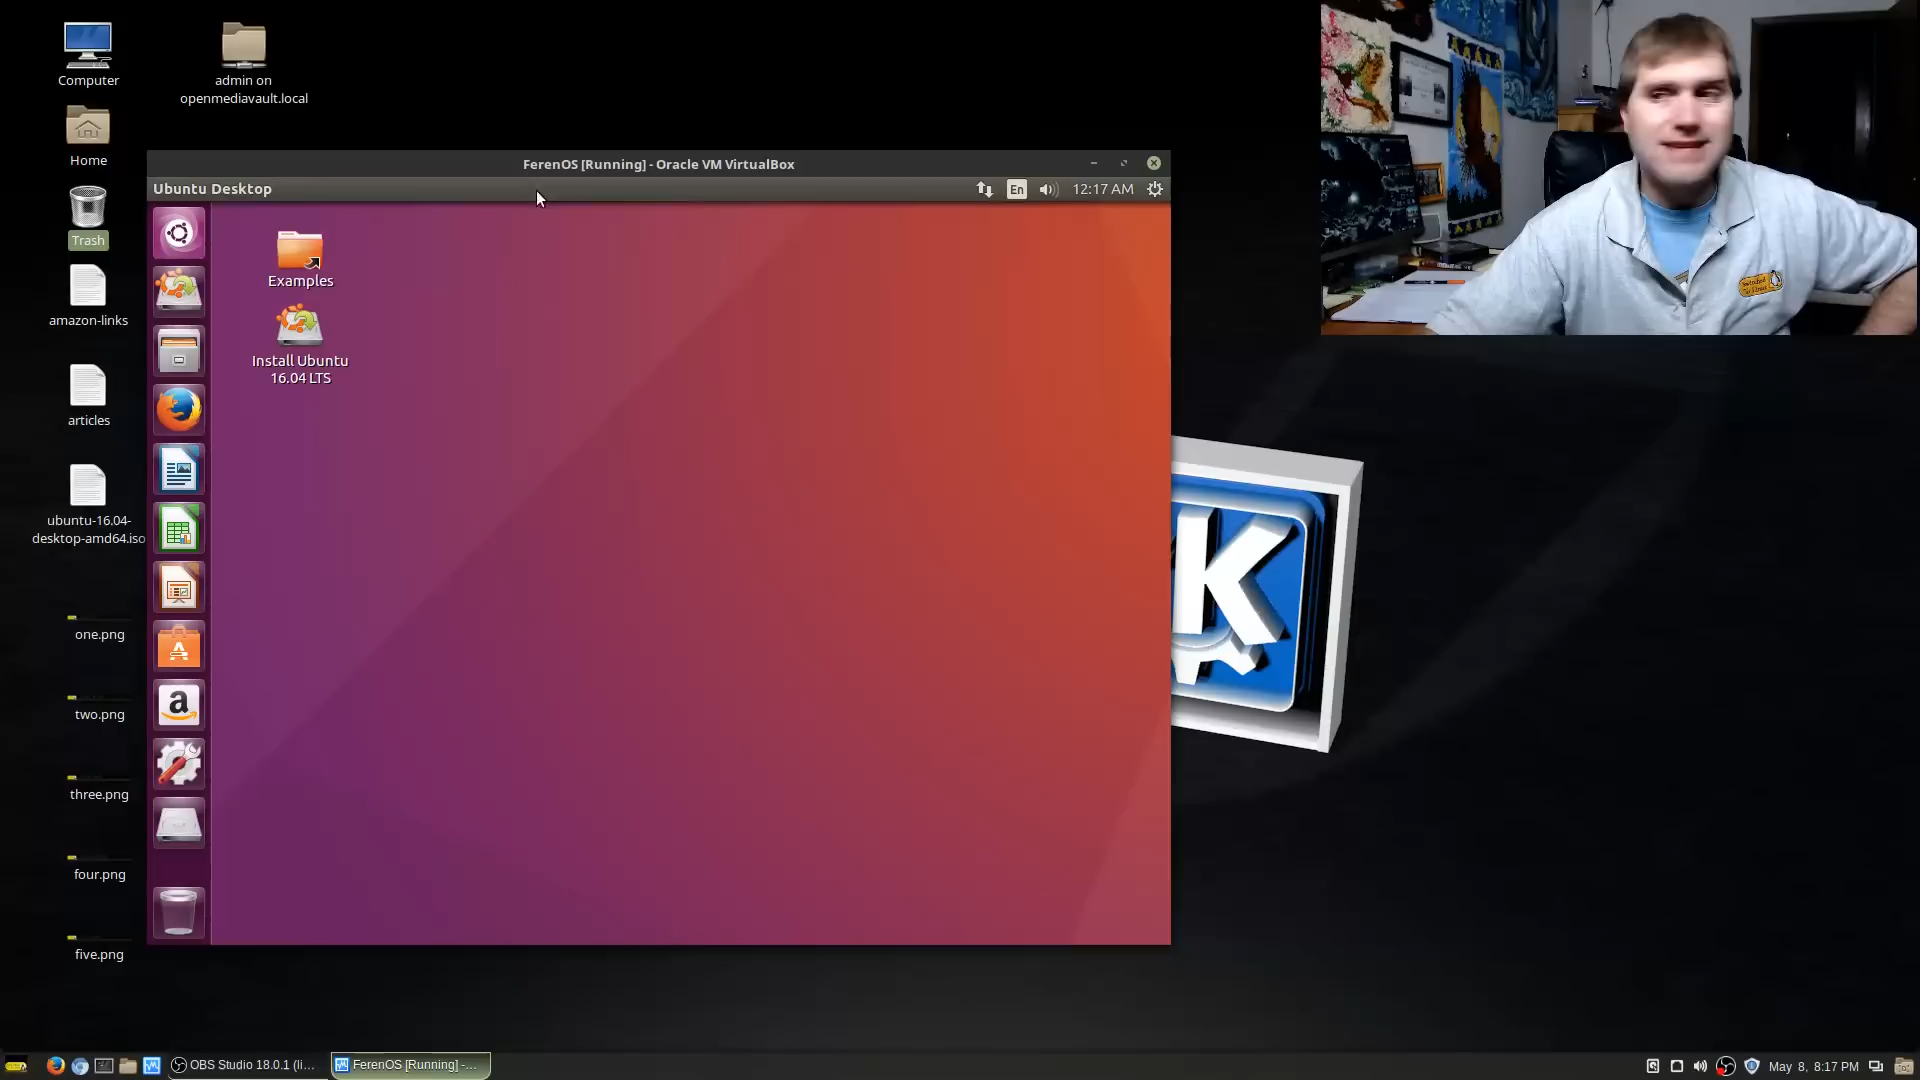 Computer
admin on
openmediavault.local
Home
Trash
amazon-links
articles
ubuntu-16.04-
desktop-amd64.iso
one.png
two.png
three.png
four.png
five.png
FerenOS [Running] - Oracle VM VirtualBox
Ubuntu Desktop
En
12:17 AM
Examples
Install Ubuntu
16.04 LTS
a
K
Switched
OBS Studio 18.0.1 (li...
FerenOS [Running] -...
May 8, 8:17 PM